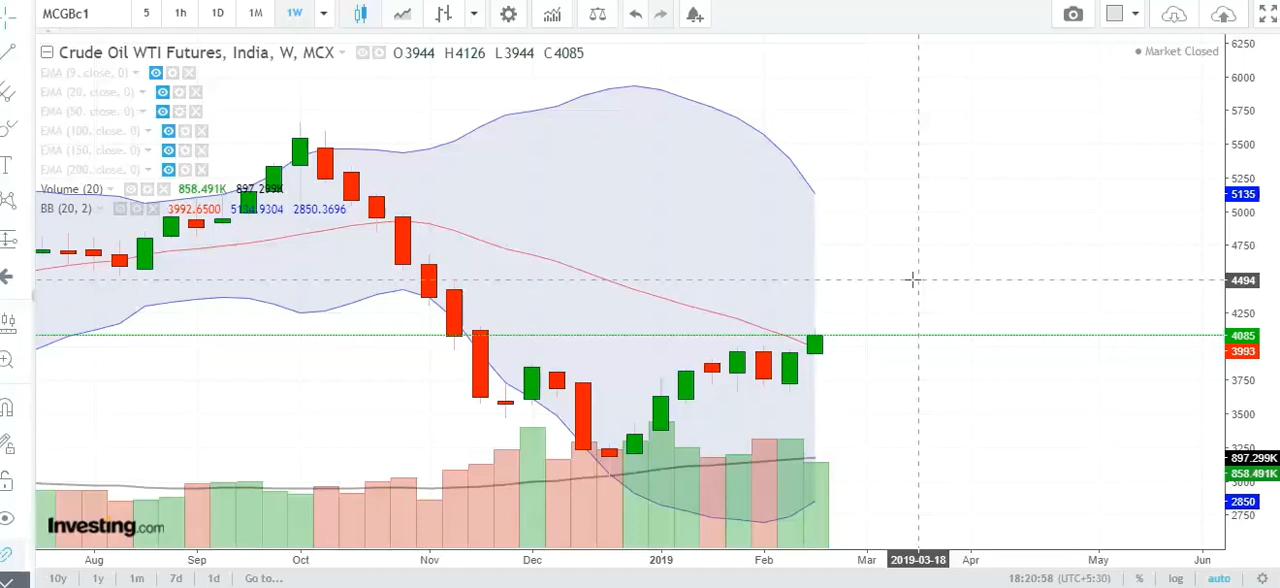 MCGBc1 5 1h 1D 1M 1W
Crude Oil WTI Futures, India, W, MCX O3944 H4126 L3944 C4085
Market Closed
EMA (9, close, 0)
EMA (20, close, 0)
EMA (50, close, 0)
EMA (100, close, 0)
EMA (150, close, 0)
EMA (200, close, 0)
Volume (20) 858.491K 897.299K
BB (20, 2) 3992.6500 5134.9304 2850.3696
6250
6000
5750
5500
5250
5135
5000
4750
4494
4250
4085
3993
3750
3500
3250
897.299K
858.491K
3000
2850
2750
Investing.com
Aug Sep Oct Nov Dec 2019 Feb Mar 2019-03-18 Apr May Jun
10y 1y 1m 7d 1d Go to... 18:20:58 (UTC+5:30) % log auto